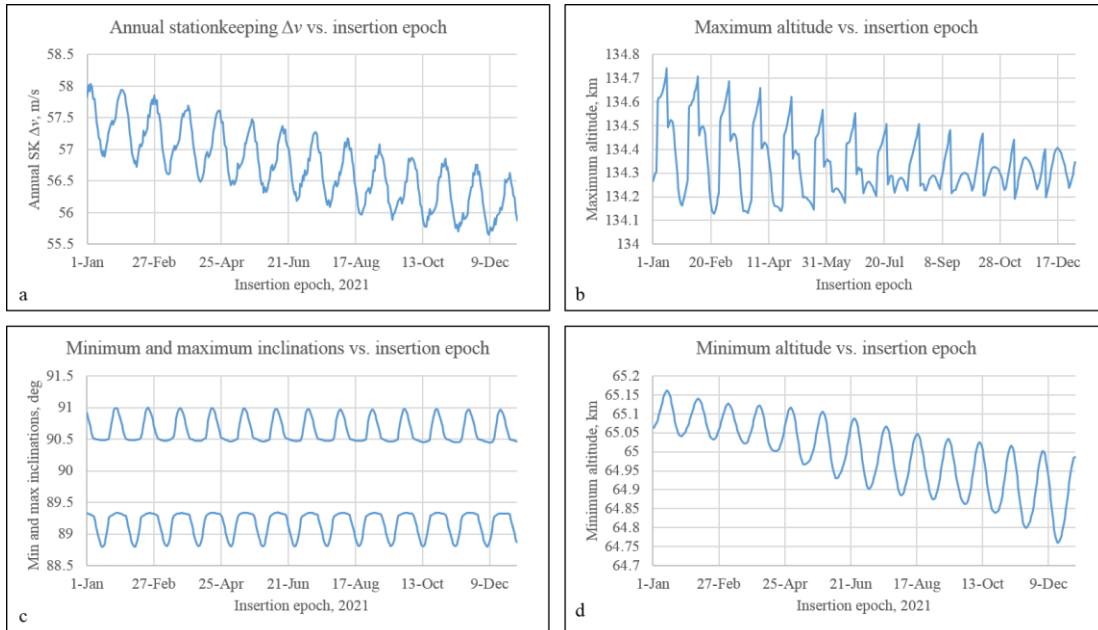 Annual stationkeeping Δv vs. insertion epoch
Annual SK Δv, m/s
58.5
58
57.5
57
56.5
56
55.5
1-Jan 27-Feb 25-Apr 21-Jun 17-Aug 13-Oct 9-Dec
Insertion epoch, 2021
a
Maximum altitude vs. insertion epoch
Maximum altitude, km
134.8
134.7
134.6
134.5
134.4
134.3
134.2
134.1
134
1-Jan 20-Feb 11-Apr 31-May 20-Jul 8-Sep 28-Oct 17-Dec
Insertion epoch
b
Minimum and maximum inclinations vs. insertion epoch
Min and max inclinations, deg
91.5
91
90.5
90
89.5
89
88.5
1-Jan 27-Feb 25-Apr 21-Jun 17-Aug 13-Oct 9-Dec
Insertion epoch, 2021
c
Minimum altitude vs. insertion epoch
Minimum altitude, km
65.2
65.15
65.1
65.05
65
64.95
64.9
64.85
64.8
64.75
64.7
1-Jan 27-Feb 25-Apr 21-Jun 17-Aug 13-Oct 9-Dec
Insertion epoch, 2021
d